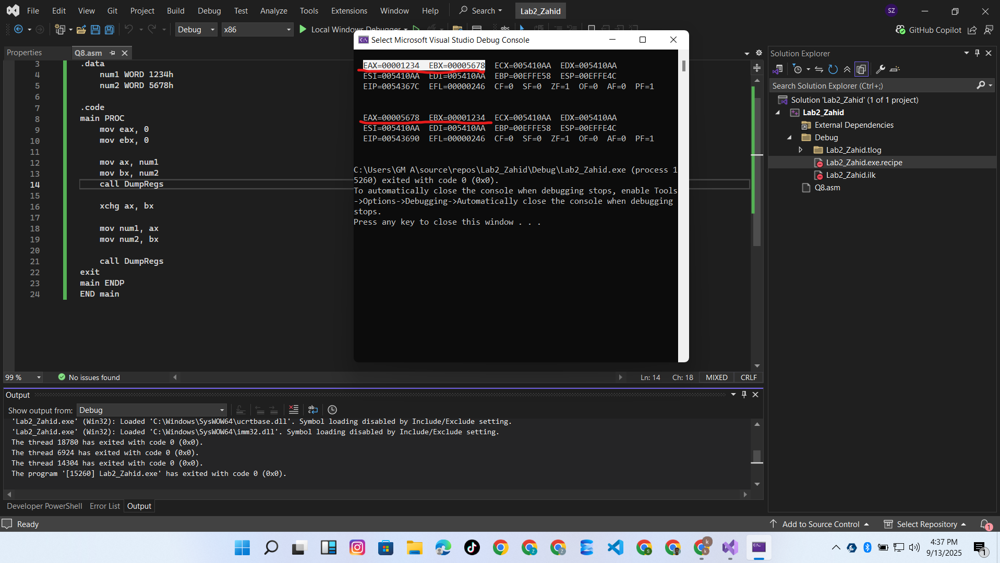 File Edit View Git Project Build Debug Test Analyze Tools Extensions Window Help Search Lab2_Zahid SZ
Debug x86 Local Windows Debugger GitHub Copilot
Properties Q8.asm
3 .data
4 num1 WORD 1234h
5 num2 WORD 5678h
6
7 .code
8 main PROC
9 mov eax, 0
10 mov ebx, 0
11
12 mov ax, num1
13 mov bx, num2
14 call DumpRegs
15
16 xchg ax, bx
17
18 mov num1, ax
19 mov num2, bx
20
21 call DumpRegs
22 exit
23 main ENDP
24 END main
99 % No issues found Ln: 14 Ch: 18 MIXED CRLF
Select Microsoft Visual Studio Debug Console
EAX=00001234 EBX=00005678 ECX=005410AA EDX=005410AA
ESI=005410AA EDI=005410AA EBP=00EFFE58 ESP=00EFFE4C
EIP=0054367C EFL=00000246 CF=0 SF=0 ZF=1 OF=0 AF=0 PF=1
EAX=00005678 EBX=00001234 ECX=005410AA EDX=005410AA
ESI=005410AA EDI=005410AA EBP=00EFFE58 ESP=00EFFE4C
EIP=00543690 EFL=00000246 CF=0 SF=0 ZF=1 OF=0 AF=0 PF=1
C:\Users\GM A\source\repos\Lab2_Zahid\Debug\Lab2_Zahid.exe (process 1
5260) exited with code 0 (0x0).
To automatically close the console when debugging stops, enable Tools
->Options->Debugging->Automatically close the console when debugging
stops.
Press any key to close this window . . .
Solution Explorer
Search Solution Explorer (Ctrl+;)
Solution 'Lab2_Zahid' (1 of 1 project)
Lab2_Zahid
External Dependencies
Debug
Lab2_Zahid.tlog
Lab2_Zahid.exe.recipe
Lab2_Zahid.ilk
Q8.asm
Output
Show output from: Debug
'Lab2_Zahid.exe' (Win32): Loaded 'C:\Windows\SysWOW64\ucrtbase.dll'. Symbol loading disabled by Include/Exclude setting.
'Lab2_Zahid.exe' (Win32): Loaded 'C:\Windows\SysWOW64\imm32.dll'. Symbol loading disabled by Include/Exclude setting.
The thread 18780 has exited with code 0 (0x0).
The thread 6924 has exited with code 0 (0x0).
The thread 14304 has exited with code 0 (0x0).
The program '[15260] Lab2_Zahid.exe' has exited with code 0 (0x0).
Developer PowerShell Error List Output
Ready Add to Source Control Select Repository 1
4:37 PM
9/13/2025
1